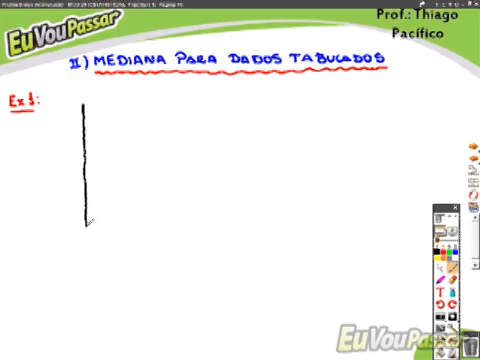 EuVouPassar
Prof.: Thiago
Pacífico
II) MEDIANA PARA DADOS TABULADOS
Ex 1:
EuVouPassar